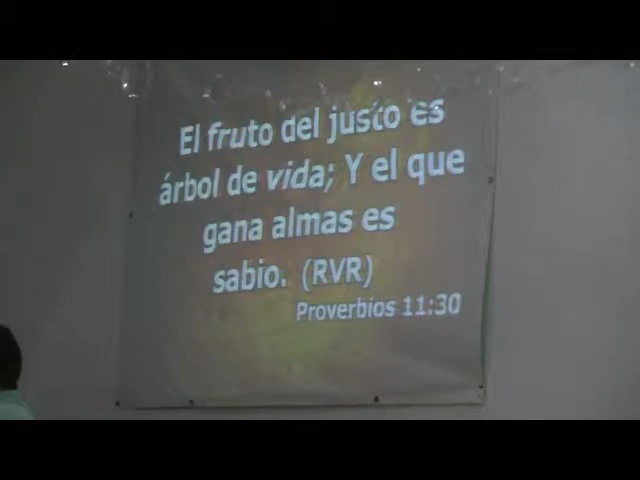 El fruto del justo es
árbol de vida; Y el que
gana almas es
sabio. (RVR)
Proverbios 11:30